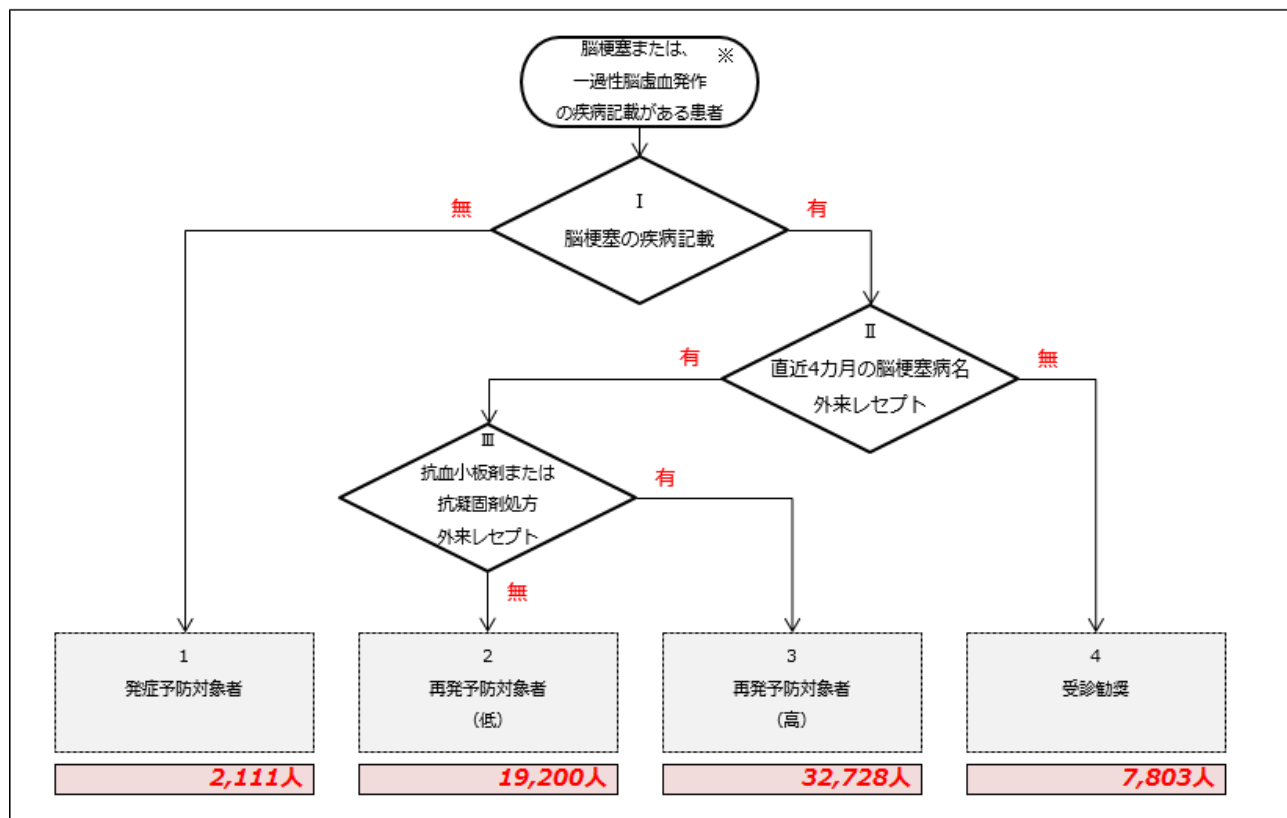 脳梗塞または、
※
一過性脳虚血発作
の疾病記載がある患者
Ⅰ
脳梗塞の疾病記載
無
有
Ⅱ
直近4カ月の脳梗塞病名
外来レセプト
有
無
Ⅲ
抗血小板剤または
抗凝固剤処方
外来レセプト
有
無
1
発症予防対象者
2,111人
2
再発予防対象者
（低）
19,200人
3
再発予防対象者
（高）
32,728人
4
受診勧奨
7,803人